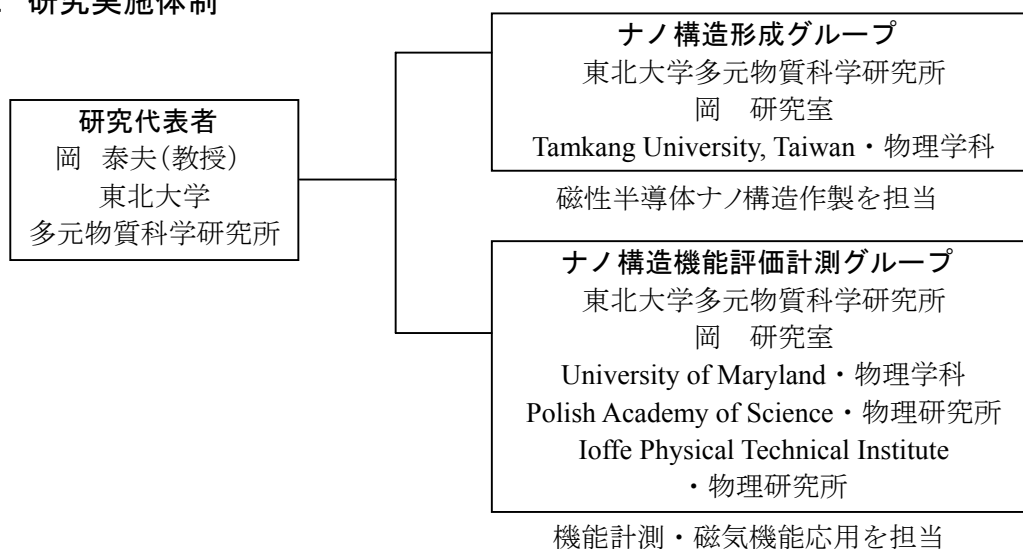 研究実施体制
研究代表者
岡　泰夫(教授)
東北大学
多元物質科学研究所
ナノ構造形成グループ
東北大学多元物質科学研究所
岡　研究室
Tamkang University, Taiwan・物理学科
磁性半導体ナノ構造作製を担当
ナノ構造機能評価計測グループ
東北大学多元物質科学研究所
岡　研究室
University of Maryland・物理学科
Polish Academy of Science・物理研究所
Ioffe Physical Technical Institute
・物理研究所
機能計測・磁気機能応用を担当